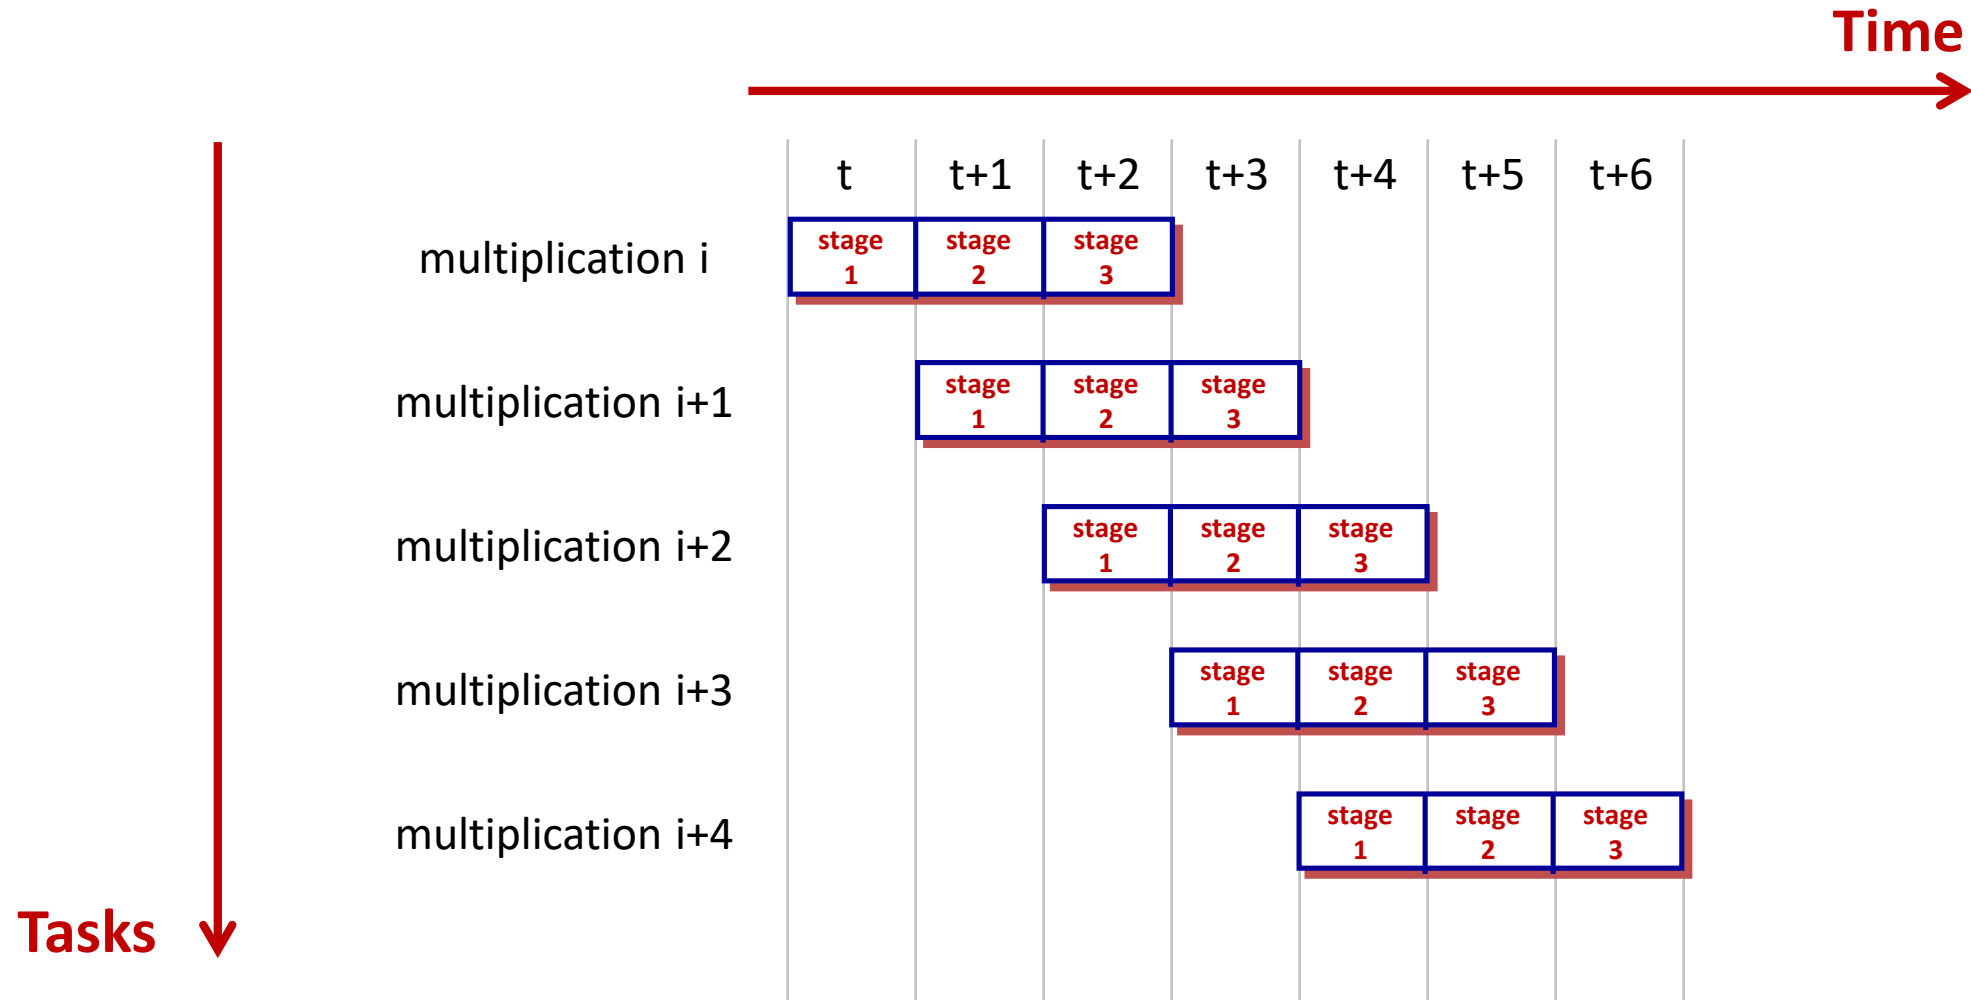 Time
t t+1 t+2 t+3 t+4 t+5 t+6
multiplication i
stage stage stage
1 2 3
multiplication i+1
stage stage stage
1 2 3
multiplication i+2
stage stage stage
1 2 3
multiplication i+3
stage stage stage
1 2 3
multiplication i+4
stage stage stage
1 2 3
Tasks